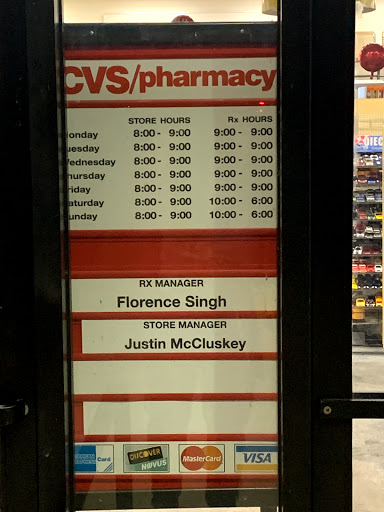 CVS/pharmacy
STORE HOURS Rx HOURS
onday 8:00 - 9:00 9:00 - 9:00
uesday 8:00 - 9:00 9:00 - 9:00
Wednesday 8:00 - 9:00 9:00 - 9:00
hursday 8:00 - 9:00 9:00 - 9:00
riday 8:00 - 9:00 9:00 - 9:00
aturday 8:00 - 9:00 10:00 - 6:00
unday 8:00 - 9:00 10:00 - 6:00
RX MANAGER
Florence Singh
STORE MANAGER
Justin McCluskey
Card DISCOVER NOVUS MasterCard VISA